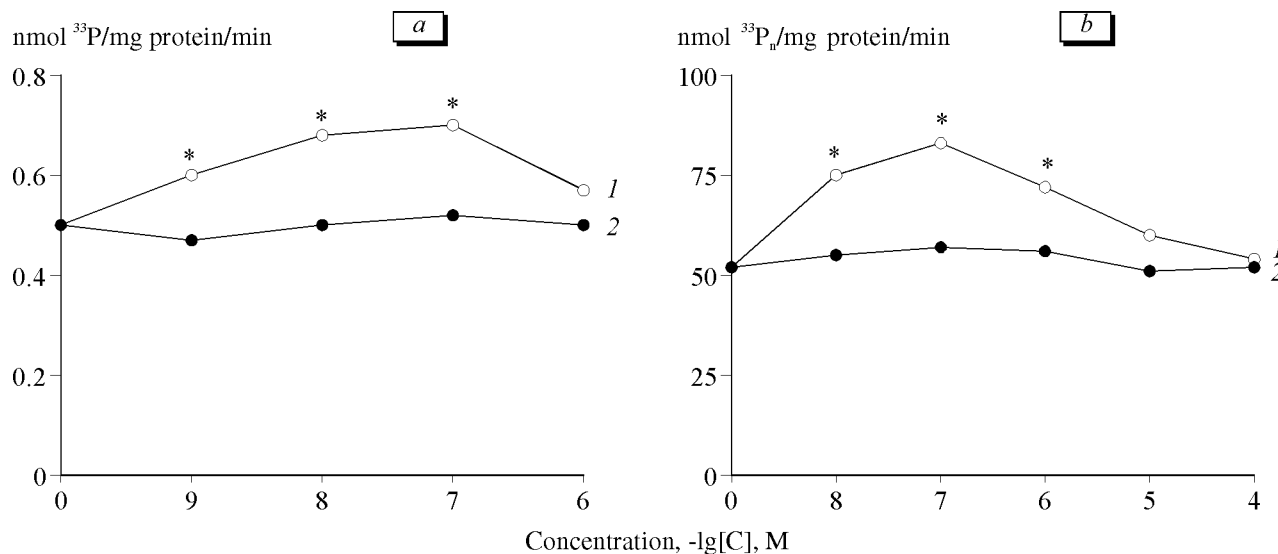 a
nmol ³³P/mg protein/min
0.8
0.6
0.4
0.2
0
* * *
1
2
0 9 8 7 6
b
nmol ³³Pₙ/mg protein/min
100
75
50
25
0
* * *
1
2
0 8 7 6 5 4
Concentration, -lg[C], M